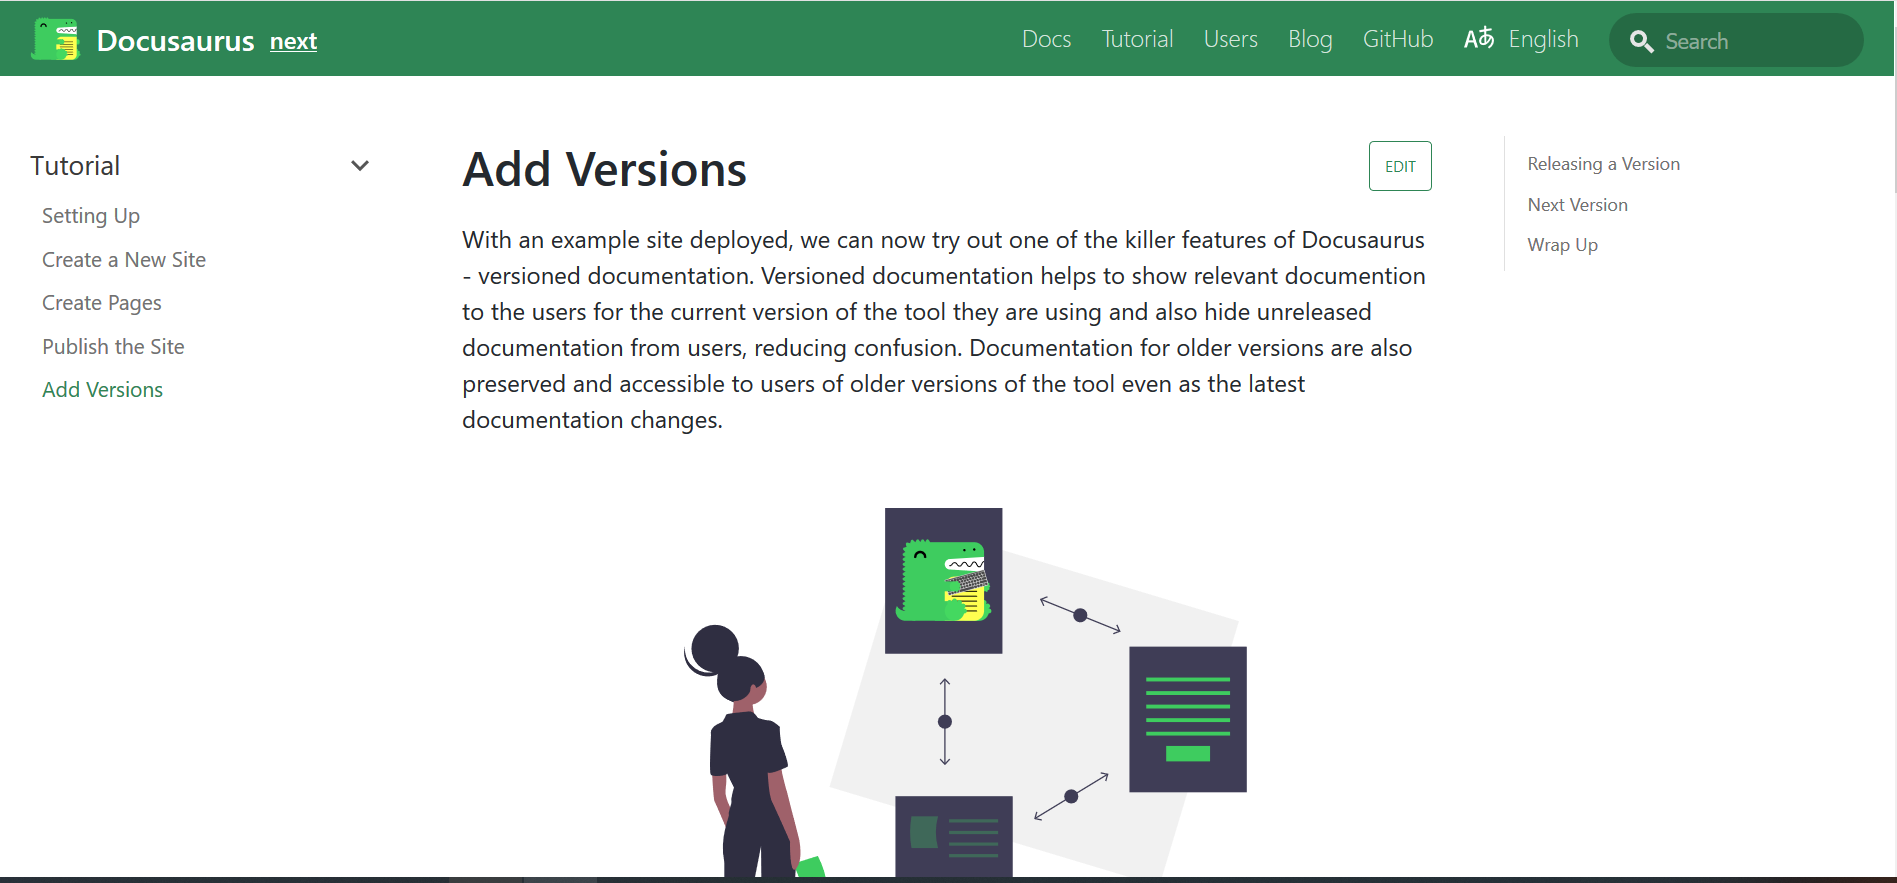 Docusaurus next
Docs Tutorial Users Blog GitHub Aあ English Search
Tutorial
Setting Up
Create a New Site
Create Pages
Publish the Site
Add Versions
Add Versions
EDIT
With an example site deployed, we can now try out one of the killer features of Docusaurus
- versioned documentation. Versioned documentation helps to show relevant documention
to the users for the current version of the tool they are using and also hide unreleased
documentation from users, reducing confusion. Documentation for older versions are also
preserved and accessible to users of older versions of the tool even as the latest
documentation changes.
Releasing a Version
Next Version
Wrap Up